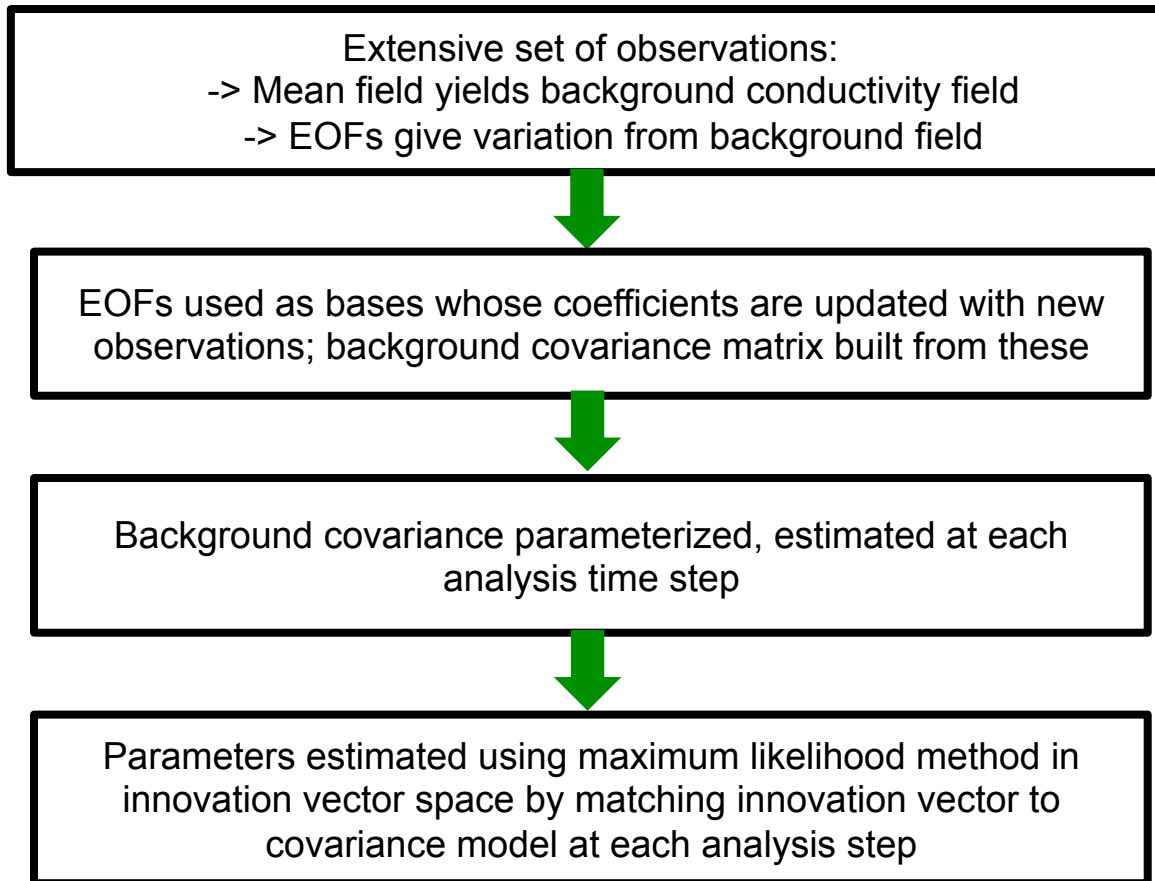 Extensive set of observations:
-> Mean field yields background conductivity field
-> EOFs give variation from background field
EOFs used as bases whose coefficients are updated with new
observations; background covariance matrix built from these
Background covariance parameterized, estimated at each
analysis time step
Parameters estimated using maximum likelihood method in
innovation vector space by matching innovation vector to
covariance model at each analysis step